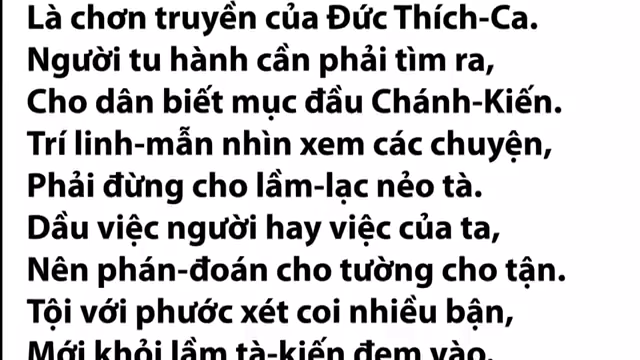 Là chơn truyền của Đức Thích-Ca.
Người tu hành cần phải tìm ra,
Cho dân biết mục đầu Chánh-Kiến.
Trí linh-mẫn nhìn xem các chuyện,
Phải đừng cho lầm-lạc nẻo tà.
Dầu việc người hay việc của ta,
Nên phán-đoán cho tường cho tận.
Tội với phước xét coi nhiều bận,
Mới khỏi lầm tà-kiến đem vào.